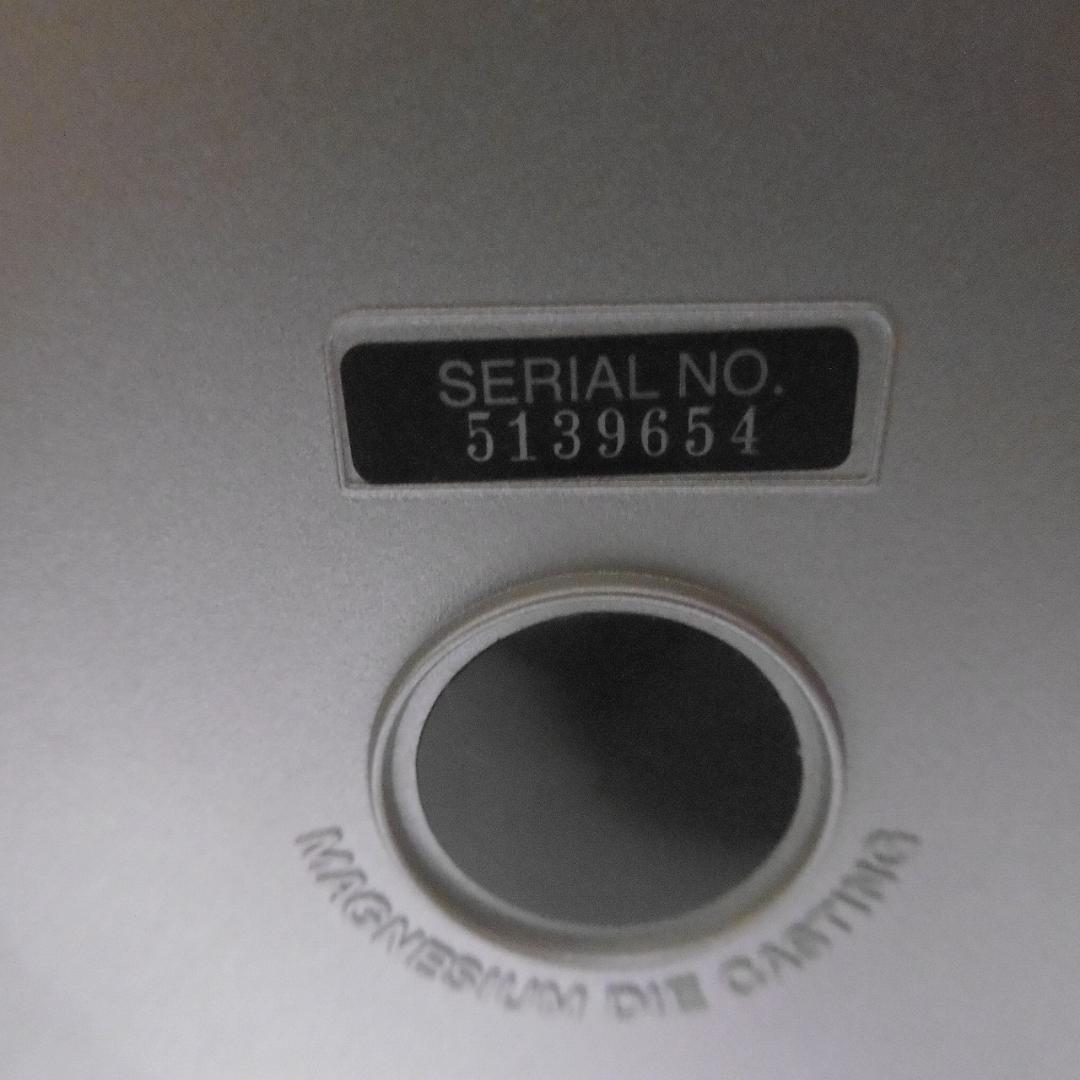 SERIAL NO.
5139654
MAGNESIUM DIE CASTING